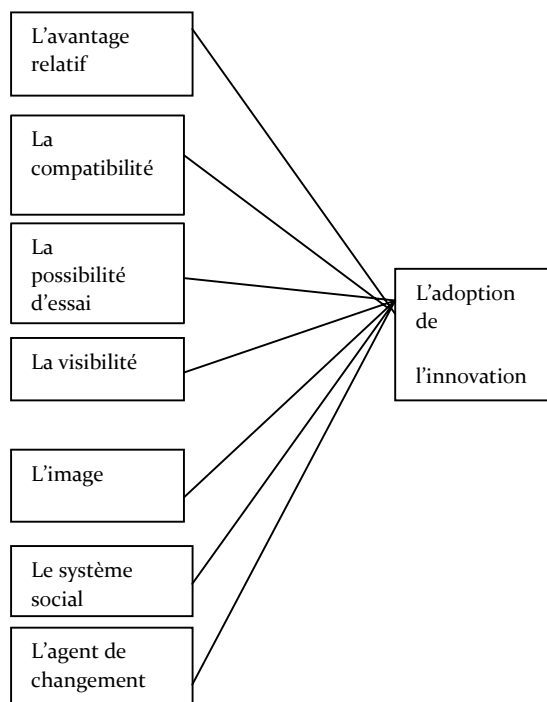 L'avantage
relatif
La
compatibilité
La
possibilité
d'essai
La visibilité
L'image
Le système
social
L'agent de
changement
L'adoption
de
l'innovation